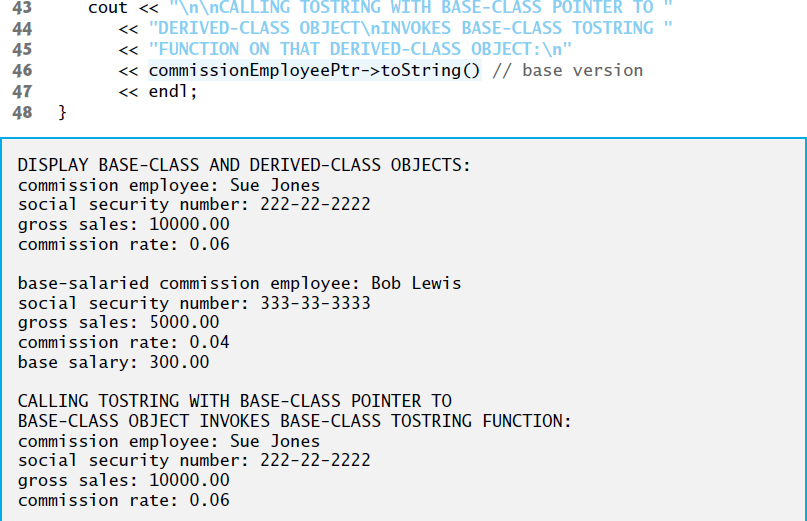 43 cout << "\n\nCALLING TOSTRING WITH BASE-CLASS POINTER TO "
44 << "DERIVED-CLASS OBJECT\nINVOKES BASE-CLASS TOSTRING "
45 << "FUNCTION ON THAT DERIVED-CLASS OBJECT:\n"
46 << commissionEmployeePtr->toString() // base version
47 << endl;
48 }
DISPLAY BASE-CLASS AND DERIVED-CLASS OBJECTS:
commission employee: Sue Jones
social security number: 222-22-2222
gross sales: 10000.00
commission rate: 0.06
base-salaried commission employee: Bob Lewis
social security number: 333-33-3333
gross sales: 5000.00
commission rate: 0.04
base salary: 300.00
CALLING TOSTRING WITH BASE-CLASS POINTER TO
BASE-CLASS OBJECT INVOKES BASE-CLASS TOSTRING FUNCTION:
commission employee: Sue Jones
social security number: 222-22-2222
gross sales: 10000.00
commission rate: 0.06